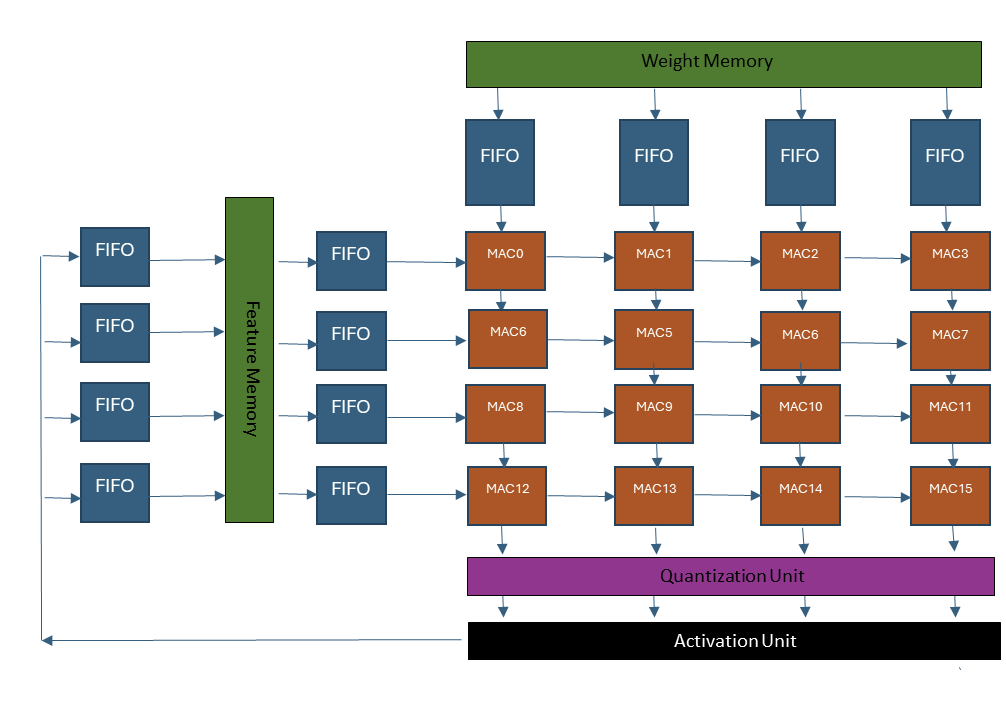 Weight Memory
FIFO FIFO FIFO FIFO
FIFO FIFO MAC0 MAC1 MAC2 MAC3
FIFO FIFO MAC6 MAC5 MAC6 MAC7
Feature Memory
FIFO FIFO MAC8 MAC9 MAC10 MAC11
FIFO FIFO MAC12 MAC13 MAC14 MAC15
Quantization Unit
Activation Unit